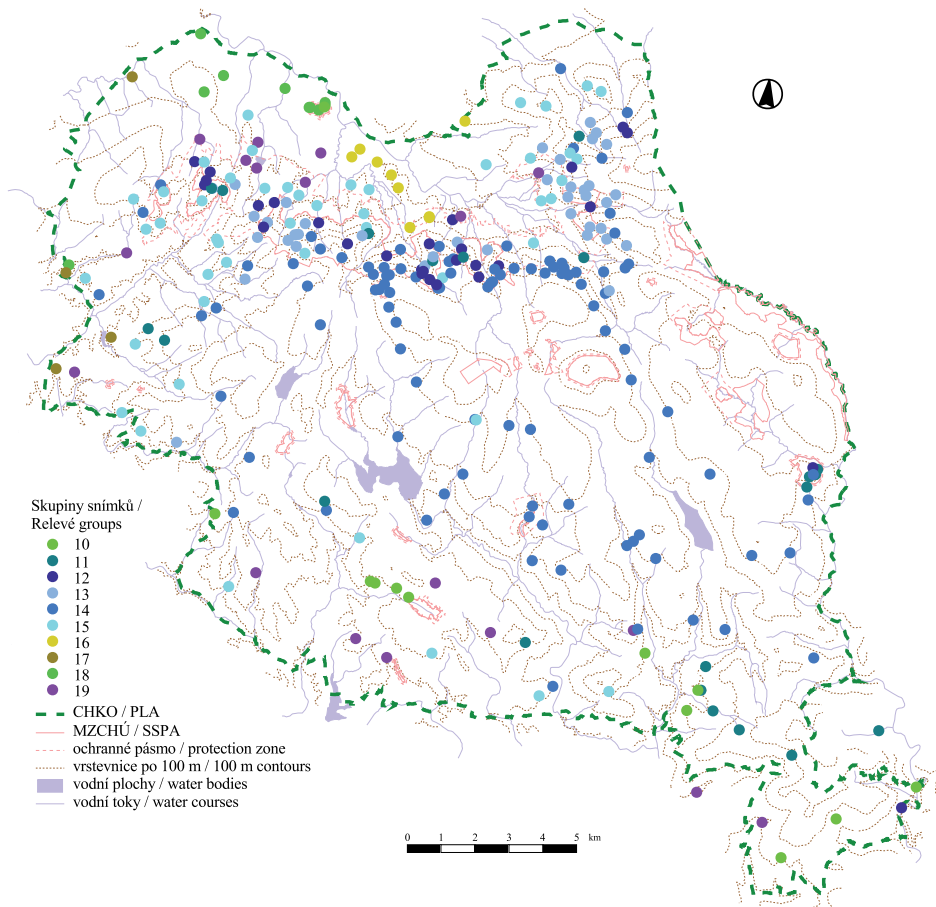 Skupiny snímků /
Relevé groups
10
11
12
13
14
15
16
17
18
19
CHKO / PLA
MZCHÚ / SSPA
ochranné pásmo / protection zone
vrstevnice po 100 m / 100 m contours
vodní plochy / water bodies
vodní toky / water courses
0 1 2 3 4 5 km